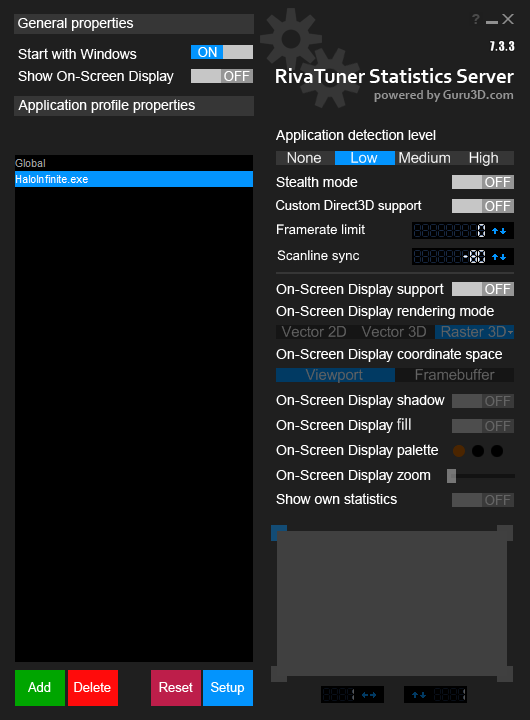 General properties
Start with Windows ON
Show On-Screen Display OFF
Application profile properties
Global
HaloInfinite.exe
Add Delete Reset Setup
?
7.3.3
RivaTuner Statistics Server
powered by Guru3D.com
Application detection level
None Low Medium High
Stealth mode OFF
Custom Direct3D support OFF
Framerate limit 0
Scanline sync -80
On-Screen Display support OFF
On-Screen Display rendering mode
Vector 2D Vector 3D Raster 3D
On-Screen Display coordinate space
Viewport Framebuffer
On-Screen Display shadow OFF
On-Screen Display fill OFF
On-Screen Display palette
On-Screen Display zoom
Show own statistics OFF
1 1